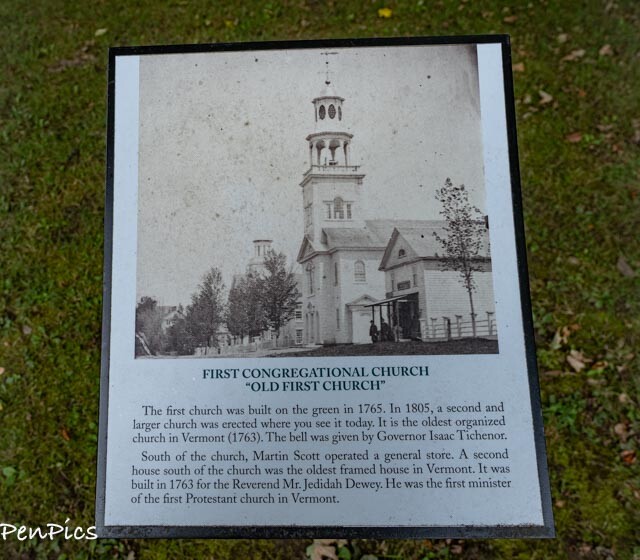 FIRST CONGREGATIONAL CHURCH
"OLD FIRST CHURCH"
The first church was built on the green in 1765. In 1805, a second and
larger church was erected where you see it today. It is the oldest organized
church in Vermont (1763). The bell was given by Governor Isaac Tichenor.
South of the church, Martin Scott operated a general store. A second
house south of the church was the oldest framed house in Vermont. It was
built in 1763 for the Reverend Mr. Jedidah Dewey. He was the first minister
of the first Protestant church in Vermont.
PenPics